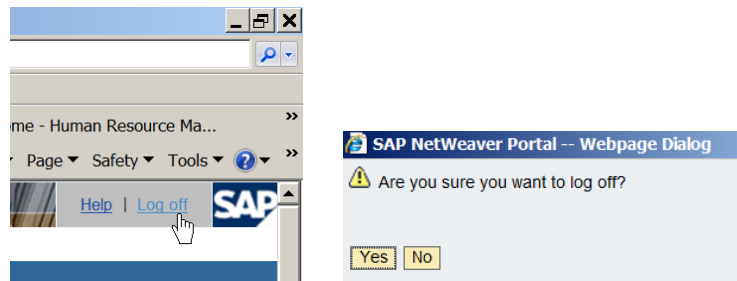 me - Human Resource Ma...
»
Page Safety Tools
»
Help | Log off
SAP
SAP NetWeaver Portal -- Webpage Dialog
Are you sure you want to log off?
Yes No